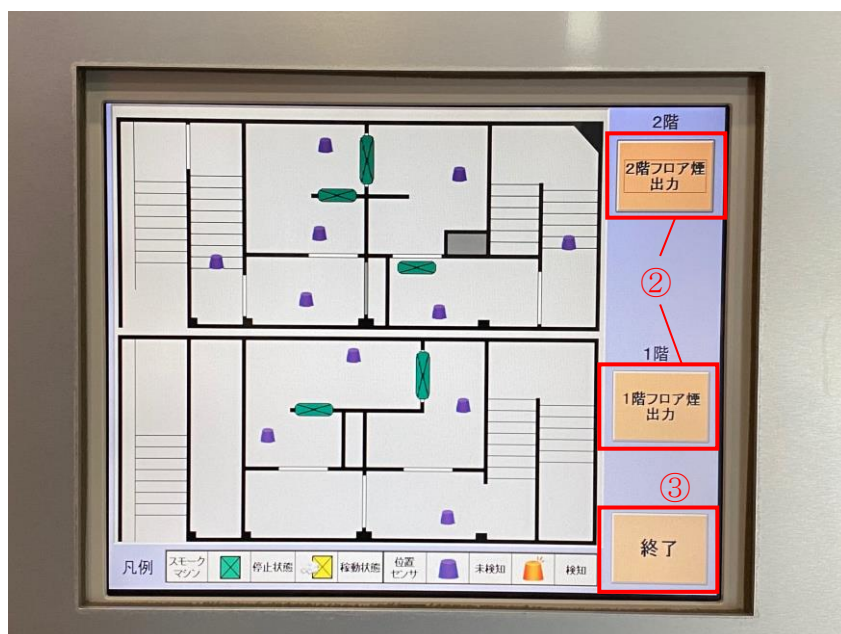 2階
2階フロア煙
出力
②
1階
1階フロア煙
出力
③
終了
凡例
スモーク
マシン
停止状態
稼動状態
位置
センサ
未検知
検知